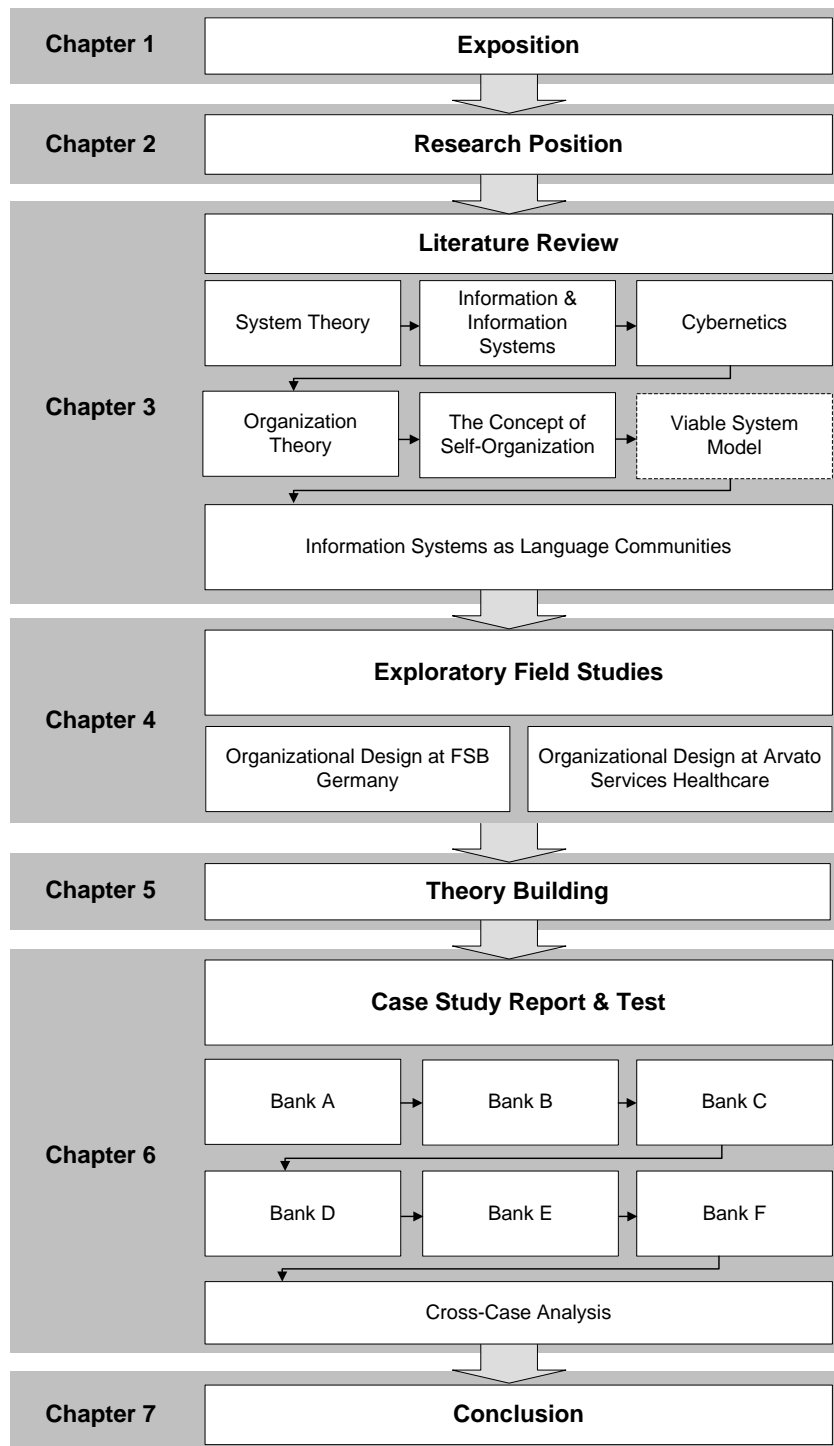 Chapter 1
Exposition
Chapter 2
Research Position
Chapter 3
Literature Review
System Theory
Information &
Information
Systems
Cybernetics
Organization
Theory
The Concept of
Self-Organization
Viable System
Model
Information Systems as Language Communities
Chapter 4
Exploratory Field Studies
Organizational Design at FSB
Germany
Organizational Design at Arvato
Services Healthcare
Chapter 5
Theory Building
Chapter 6
Case Study Report & Test
Bank A
Bank B
Bank C
Bank D
Bank E
Bank F
Cross-Case Analysis
Chapter 7
Conclusion